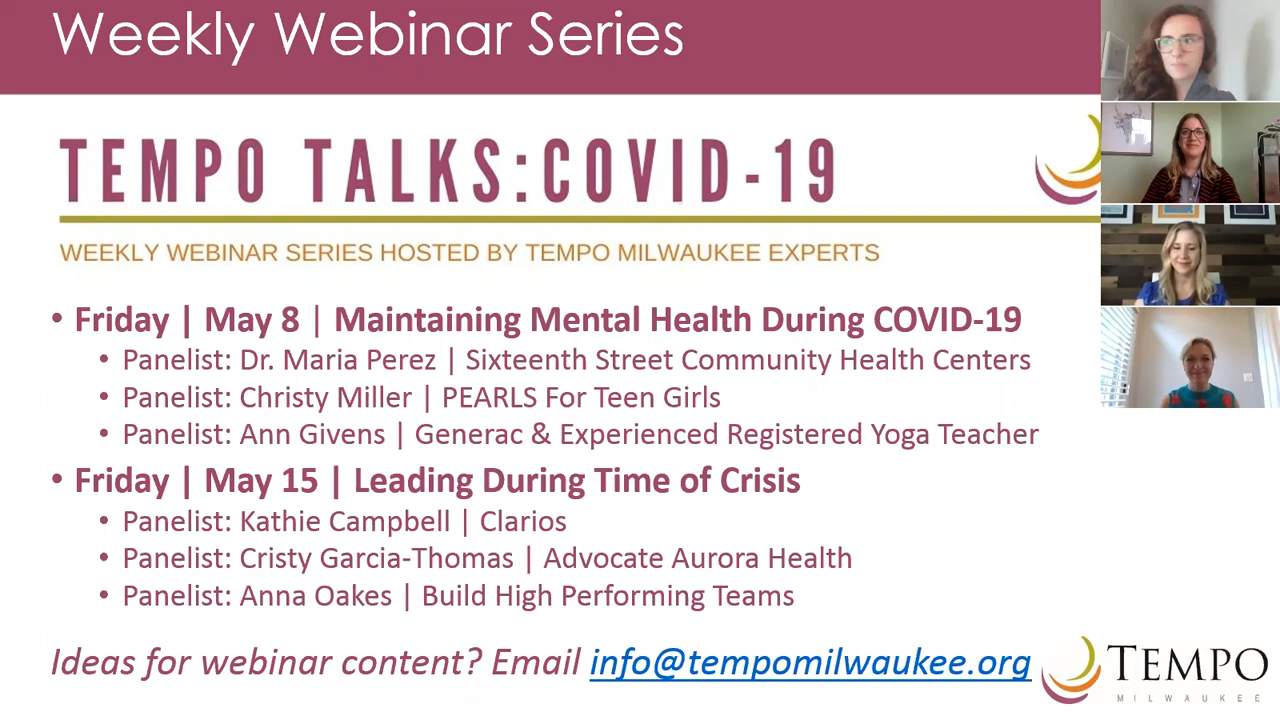 Weekly Webinar Series
TEMPO TALKS:COVID-19
WEEKLY WEBINAR SERIES HOSTED BY TEMPO MILWAUKEE EXPERTS
• Friday | May 8 | Maintaining Mental Health During COVID-19
• Panelist: Dr. Maria Perez | Sixteenth Street Community Health Centers
• Panelist: Christy Miller | PEARLS For Teen Girls
• Panelist: Ann Givens | Generac & Experienced Registered Yoga Teacher
• Friday | May 15 | Leading During Time of Crisis
• Panelist: Kathie Campbell | Clarios
• Panelist: Cristy Garcia-Thomas | Advocate Aurora Health
• Panelist: Anna Oakes | Build High Performing Teams
Ideas for webinar content? Email info@tempomilwaukee.org
TEMPO
MILWAUKEE